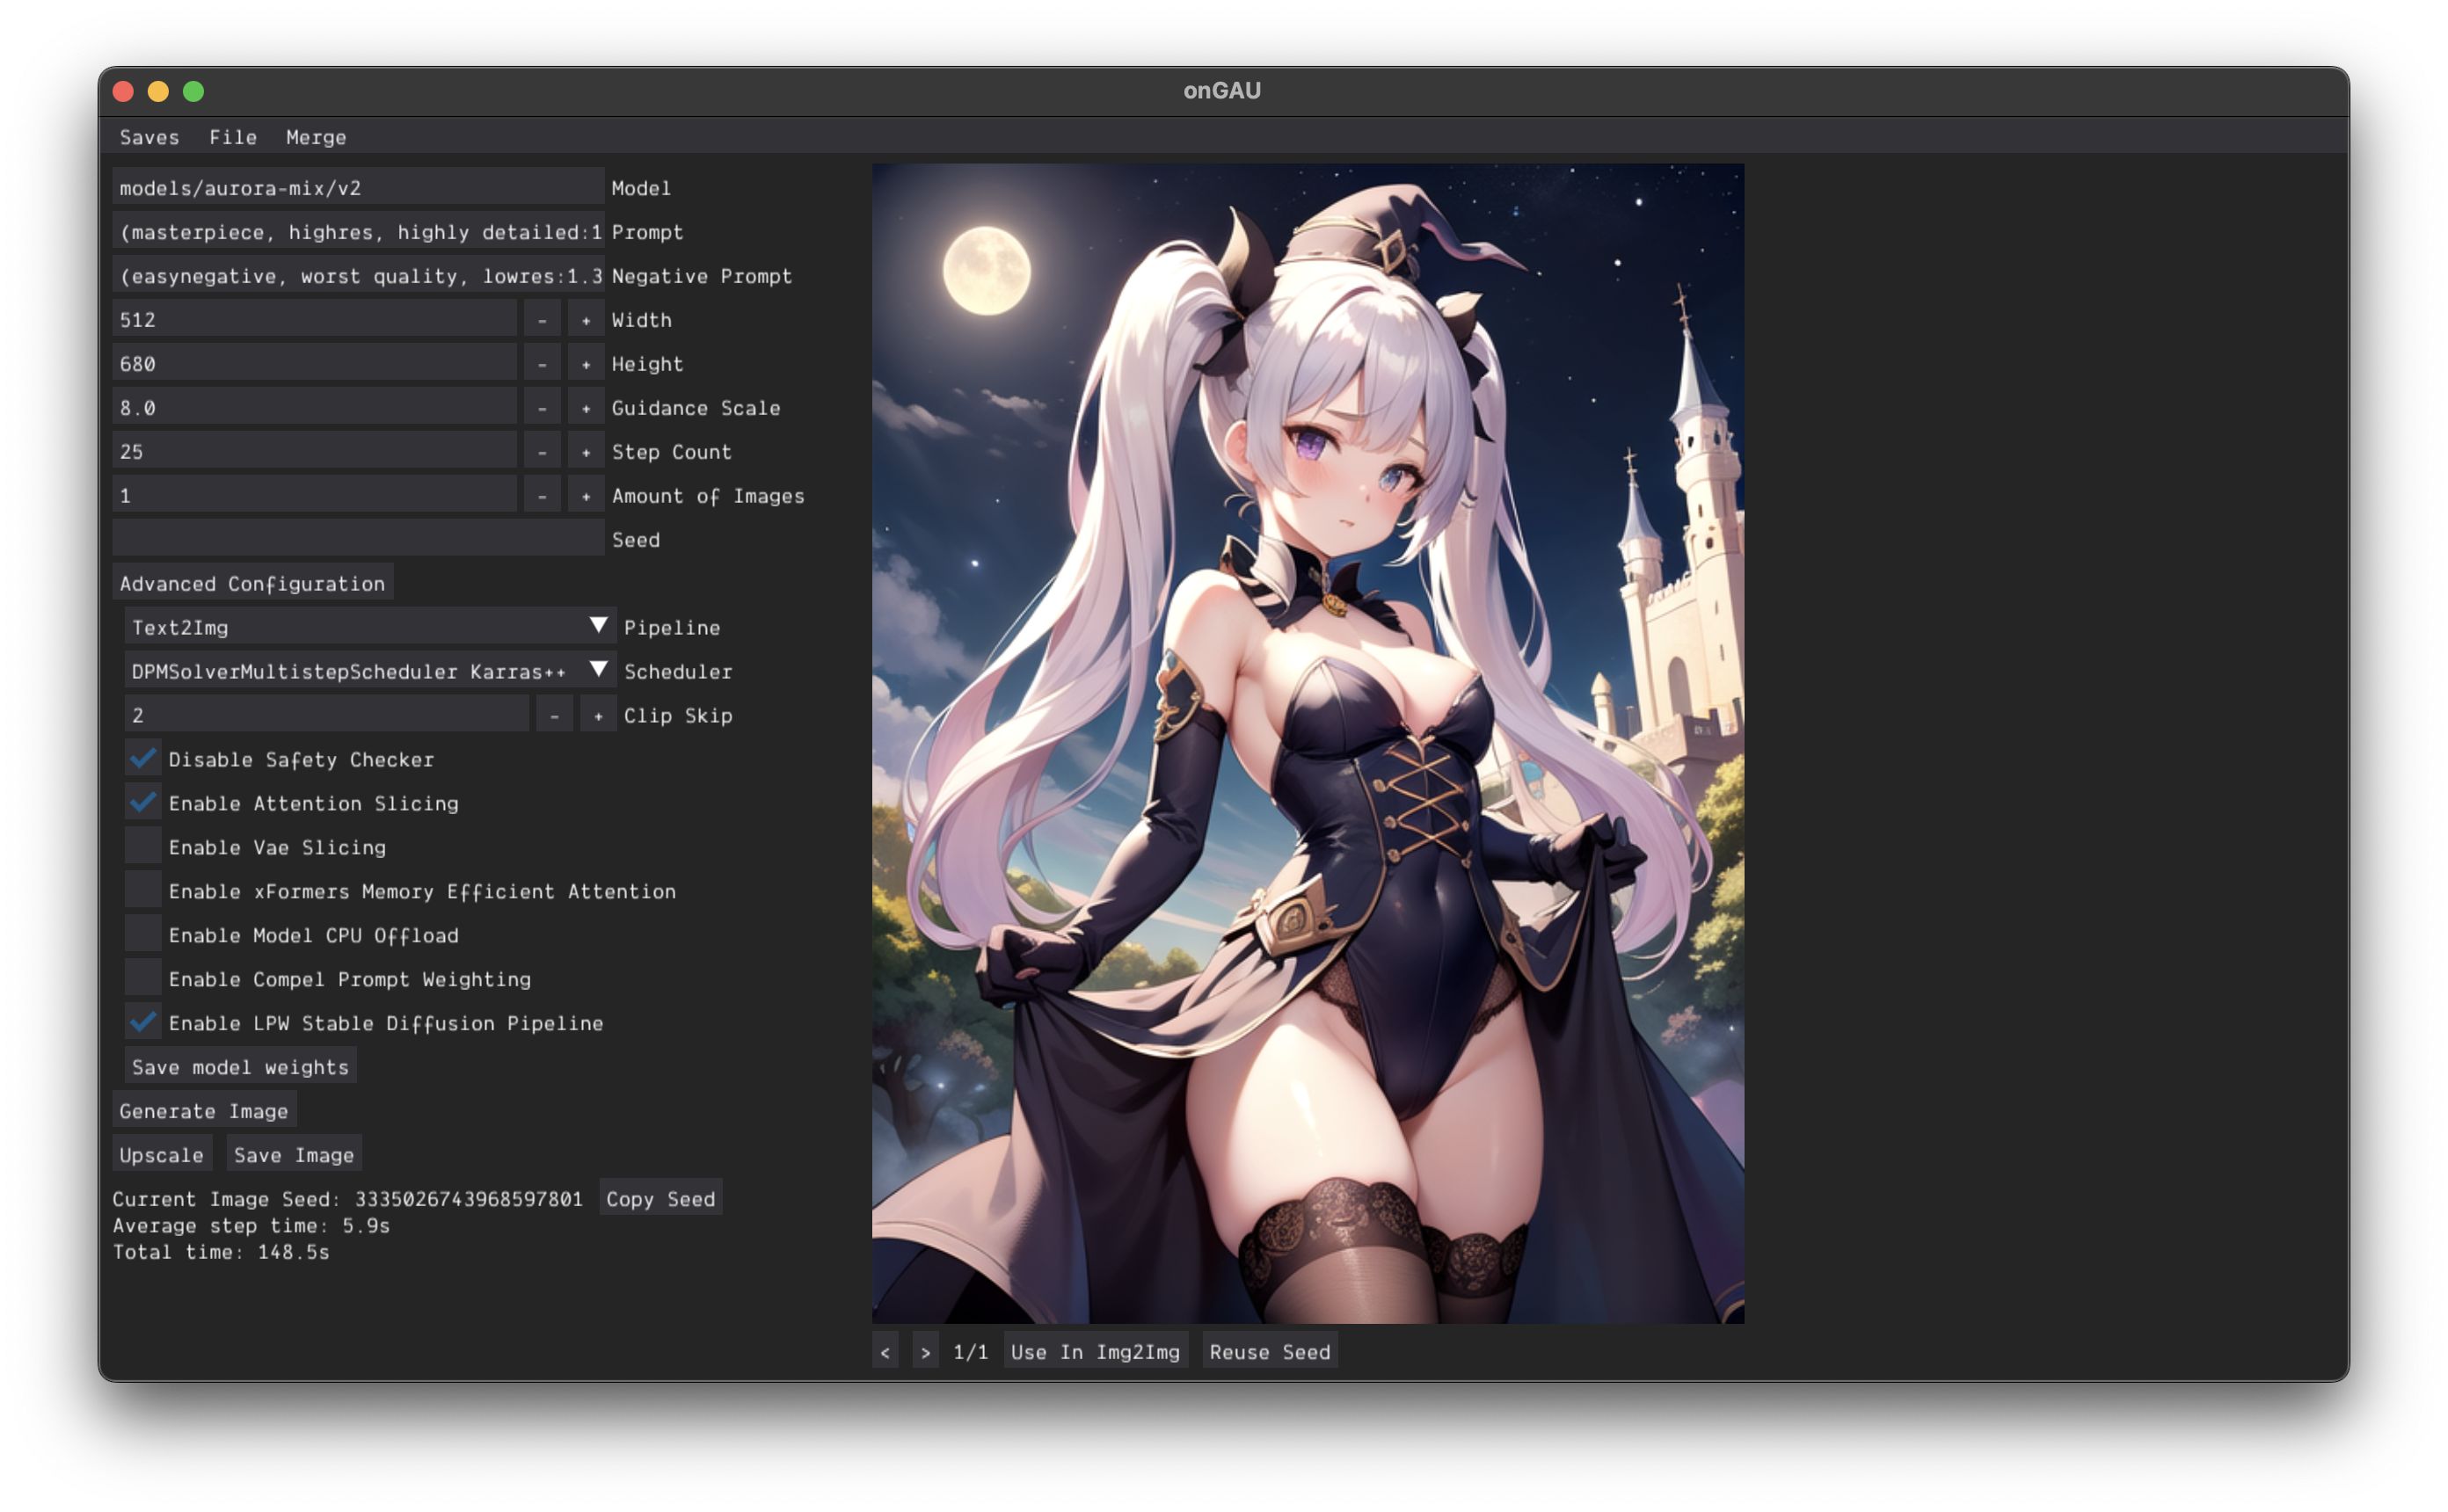 onGAU
Saves File Merge
models/aurora-mix/v2 Model
(masterpiece, highres, highly detailed:1 Prompt
(easynegative, worst quality, lowres:1.3 Negative Prompt
512 - + Width
680 - + Height
8.0 - + Guidance Scale
25 - + Step Count
1 - + Amount of Images
Seed
Advanced Configuration
Text2Img Pipeline
DPMSolverMultistepScheduler Karras++ Scheduler
2 - + Clip Skip
Disable Safety Checker
Enable Attention Slicing
Enable Vae Slicing
Enable xFormers Memory Efficient Attention
Enable Model CPU Offload
Enable Compel Prompt Weighting
Enable LPW Stable Diffusion Pipeline
Save model weights
Generate Image
Upscale Save Image
Current Image Seed: 3335026743968597801 Copy Seed
Average step time: 5.9s
Total time: 148.5s
< > 1/1 Use In Img2Img Reuse Seed